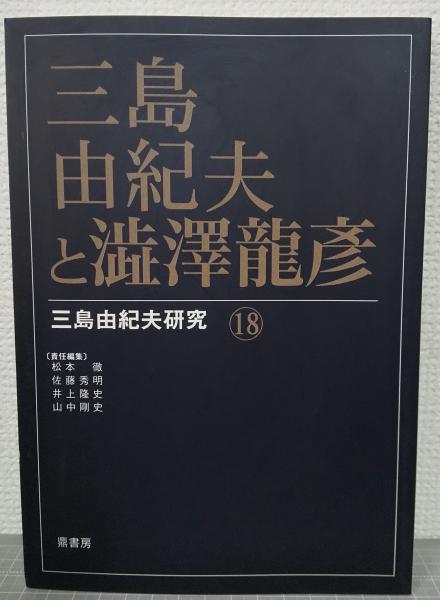 三島
由紀夫
と澁澤龍彥
三島由紀夫研究 ⑱
〔責任編集〕
松本 徹
佐藤秀明
井上隆史
山中剛史
鼎書房